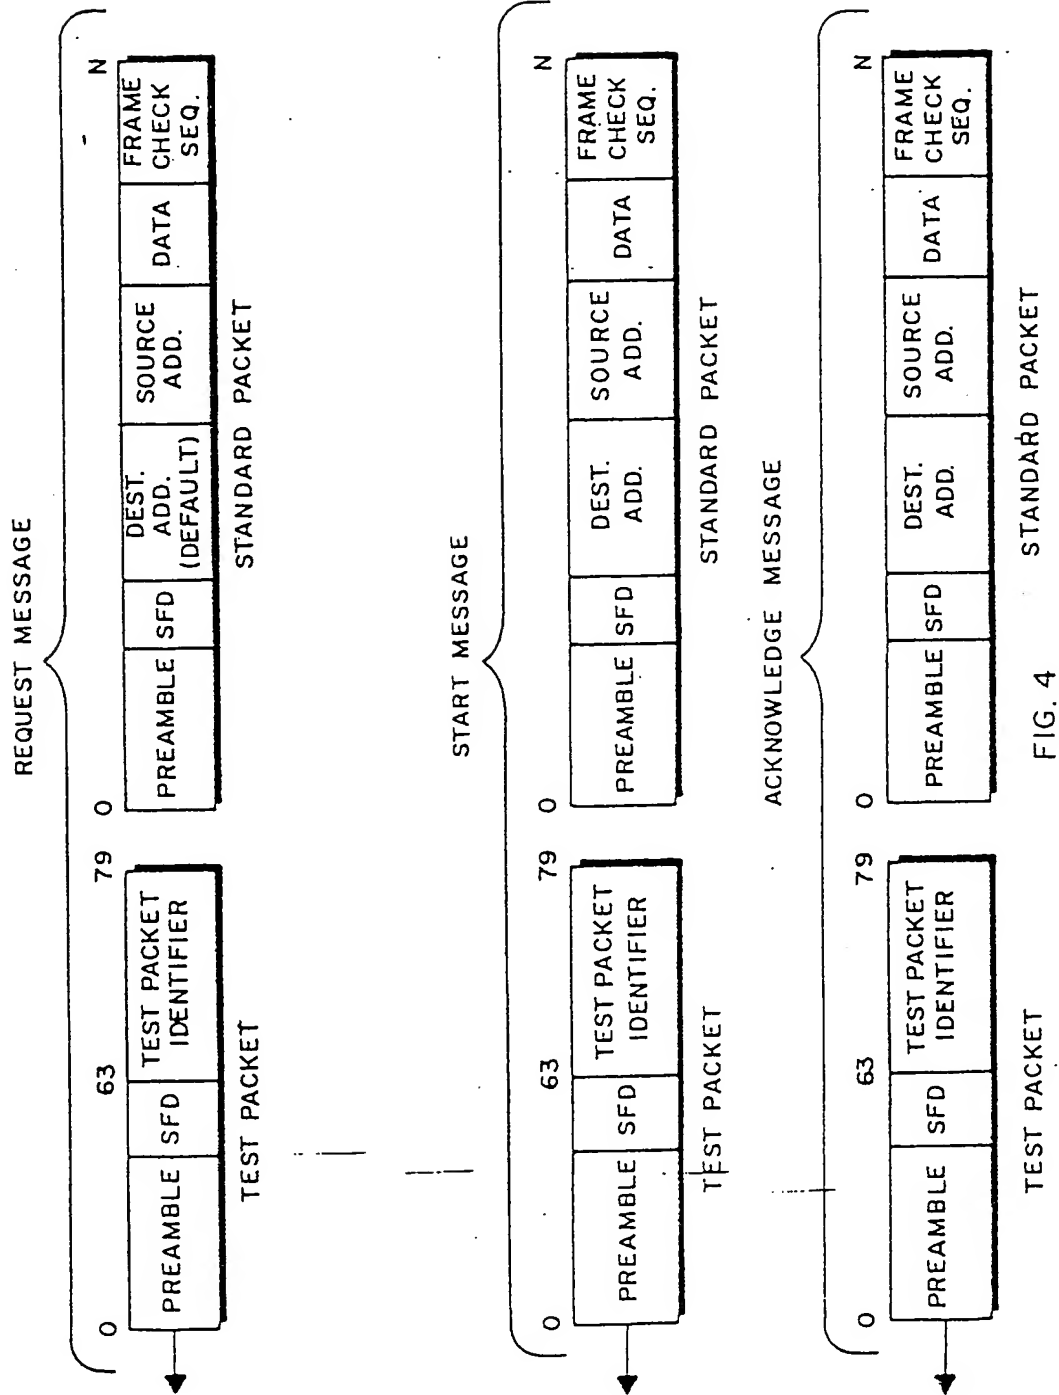 REQUEST MESSAGE
0 63 79 0 N
PREAMBLE SFD TEST PACKET IDENTIFIER
PREAMBLE SFD DEST. ADD. (DEFAULT) SOURCE ADD. DATA FRAME CHECK SEQ.
TEST PACKET STANDARD PACKET
START MESSAGE
0 63 79 0 N
PREAMBLE SFD TEST PACKET IDENTIFIER
PREAMBLE SFD DEST. ADD. SOURCE ADD. DATA FRAME CHECK SEQ.
TEST PACKET STANDARD PACKET
ACKNOWLEDGE MESSAGE
0 63 79 0 N
PREAMBLE SFD TEST PACKET IDENTIFIER
PREAMBLE SFD DEST. ADD. SOURCE ADD. DATA FRAME CHECK SEQ.
TEST PACKET STANDARD PACKET
FIG. 4